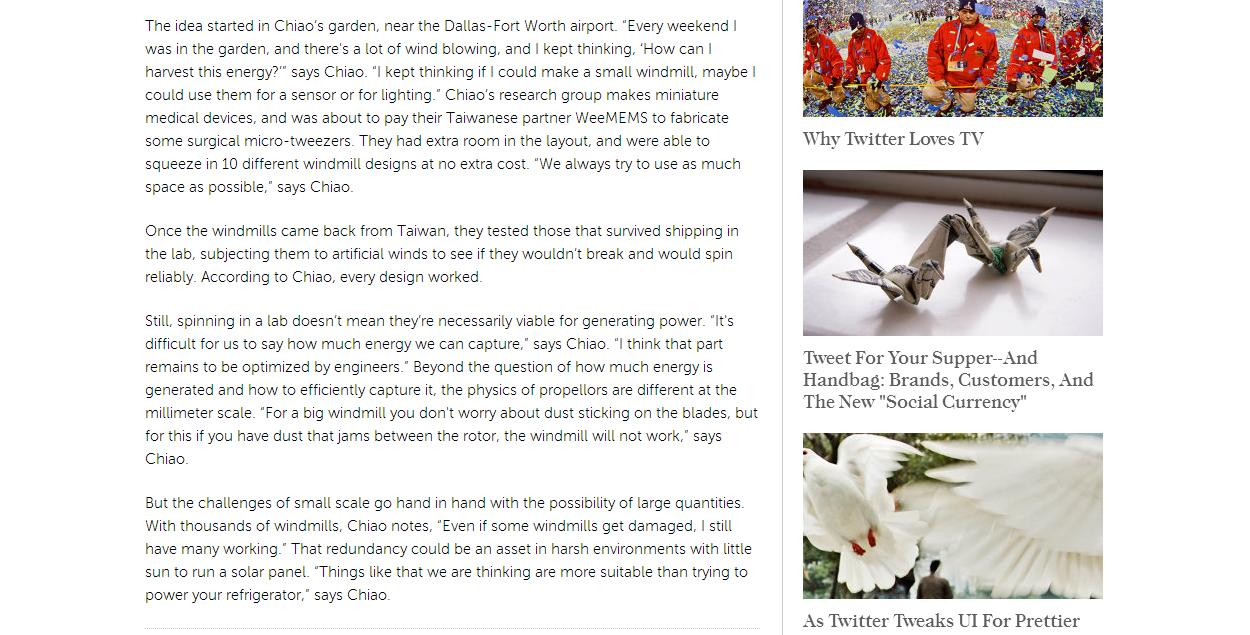 The idea started in Chiao’s garden, near the Dallas-Fort Worth airport. “Every weekend I
was in the garden, and there’s a lot of wind blowing, and I kept thinking, ‘How can I
harvest this energy?’” says Chiao. “I kept thinking if I could make a small windmill, maybe I
could use them for a sensor or for lighting.” Chiao’s research group makes miniature
medical devices, and was about to pay their Taiwanese partner WeeMEMS to fabricate
some surgical micro-tweezers. They had extra room in the layout, and were able to
squeeze in 10 different windmill designs at no extra cost. “We always try to use as much
space as possible,” says Chiao.
Once the windmills came back from Taiwan, they tested those that survived shipping in
the lab, subjecting them to artificial winds to see if they wouldn’t break and would spin
reliably. According to Chiao, every design worked.
Still, spinning in a lab doesn’t mean they’re necessarily viable for generating power. “It’s
difficult for us to say how much energy we can capture,” says Chiao. “I think that part
remains to be optimized by engineers.” Beyond the question of how much energy is
generated and how to efficiently capture it, the physics of propellors are different at the
millimeter scale. “For a big windmill you don’t worry about dust sticking on the blades, but
for this if you have dust that jams between the rotor, the windmill will not work,” says
Chiao.
But the challenges of small scale go hand in hand with the possibility of large quantities.
With thousands of windmills, Chiao notes, “Even if some windmills get damaged, I still
have many working.” That redundancy could be an asset in harsh environments with little
sun to run a solar panel. “Things like that we are thinking are more suitable than trying to
power your refrigerator,” says Chiao.
Why Twitter Loves TV
Tweet For Your Supper--And
Handbag: Brands, Customers, And
The New "Social Currency"
As Twitter Tweaks UI For Prettier